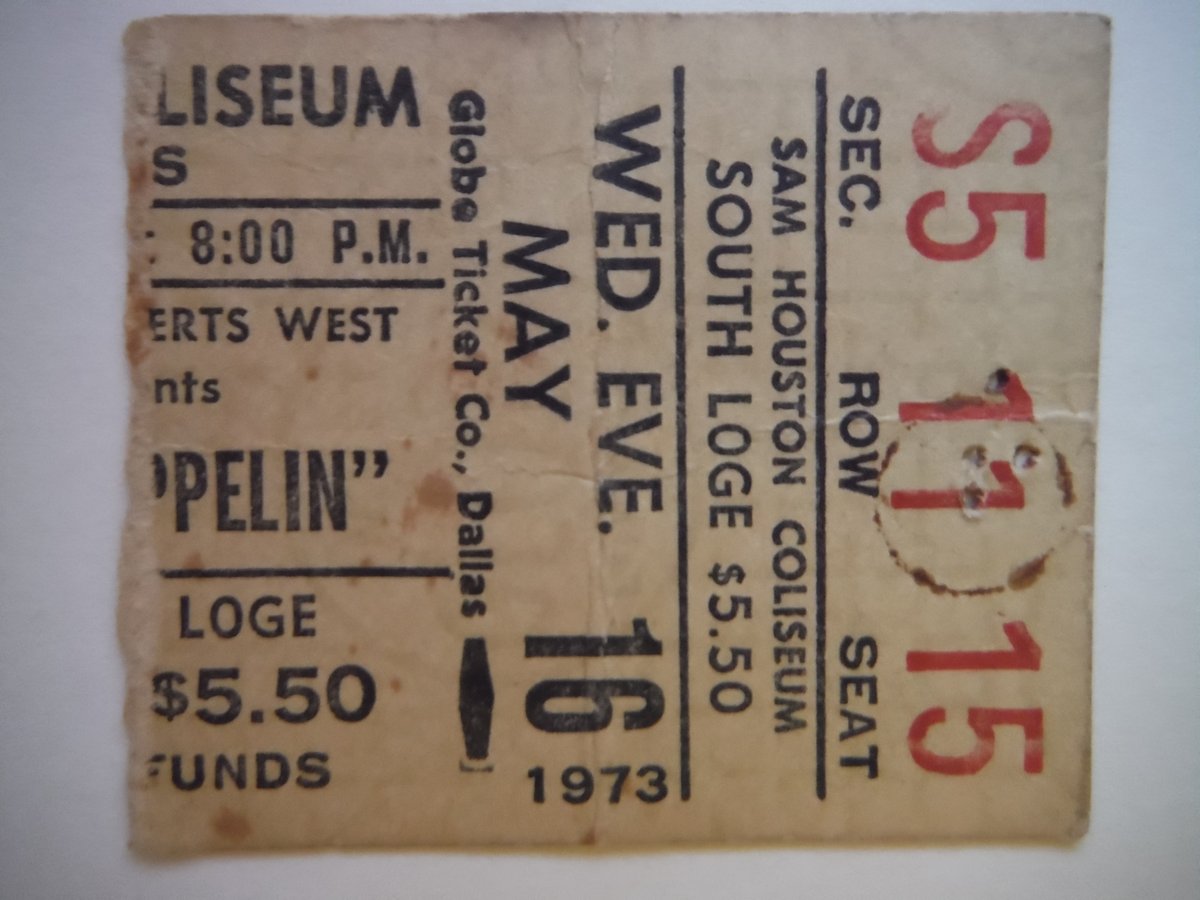 LISEUM
S
: 8:00 P.M.
ERTS WEST
nts
PPELIN”
LOGE
$5.50
FUNDS
Globe Ticket Co., Dallas
WED. EVE.
MAY 16
1973
SAM HOUSTON COLISEUM
SOUTH LOGE $5.50
SEC. ROW SEAT
S5 11 15